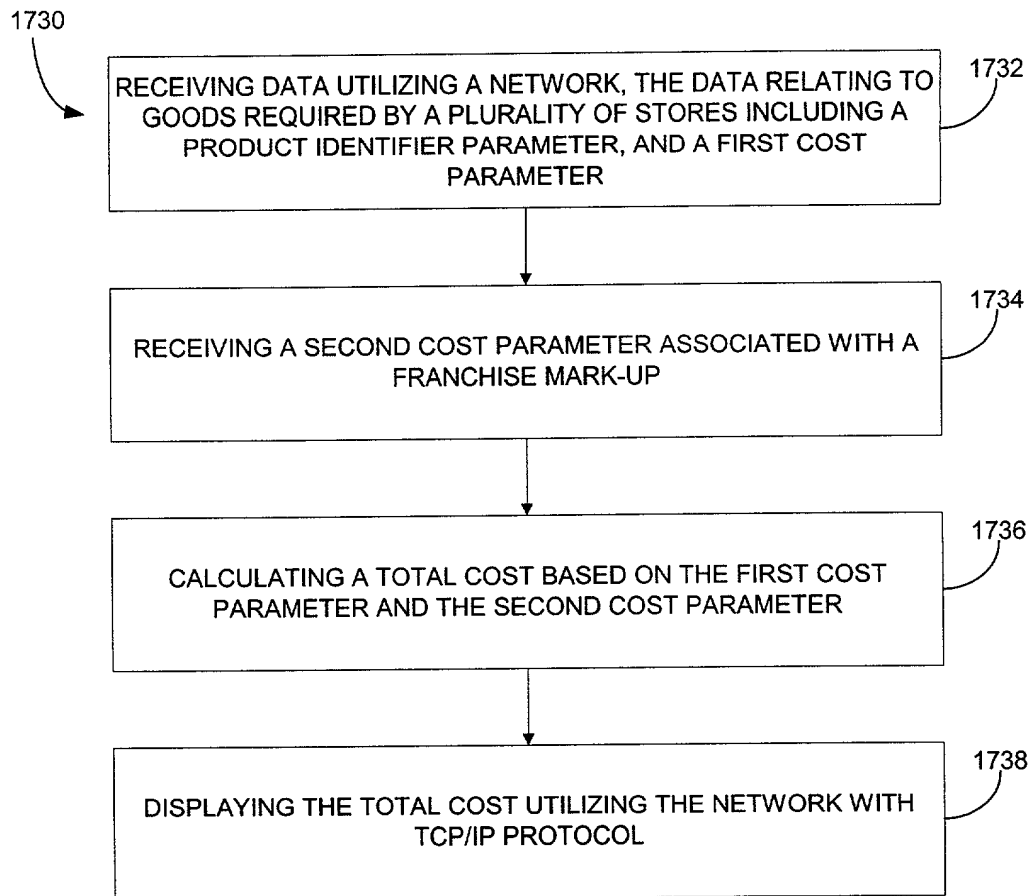 1730
RECEIVING DATA UTILIZING A NETWORK, THE DATA RELATING TO
GOODS REQUIRED BY A PLURALITY OF STORES INCLUDING A
PRODUCT IDENTIFIER PARAMETER, AND A FIRST COST
PARAMETER
1732
RECEIVING A SECOND COST PARAMETER ASSOCIATED WITH A
FRANCHISE MARK-UP
1734
CALCULATING A TOTAL COST BASED ON THE FIRST COST
PARAMETER AND THE SECOND COST PARAMETER
1736
DISPLAYING THE TOTAL COST UTILIZING THE NETWORK WITH
TCP/IP PROTOCOL
1738